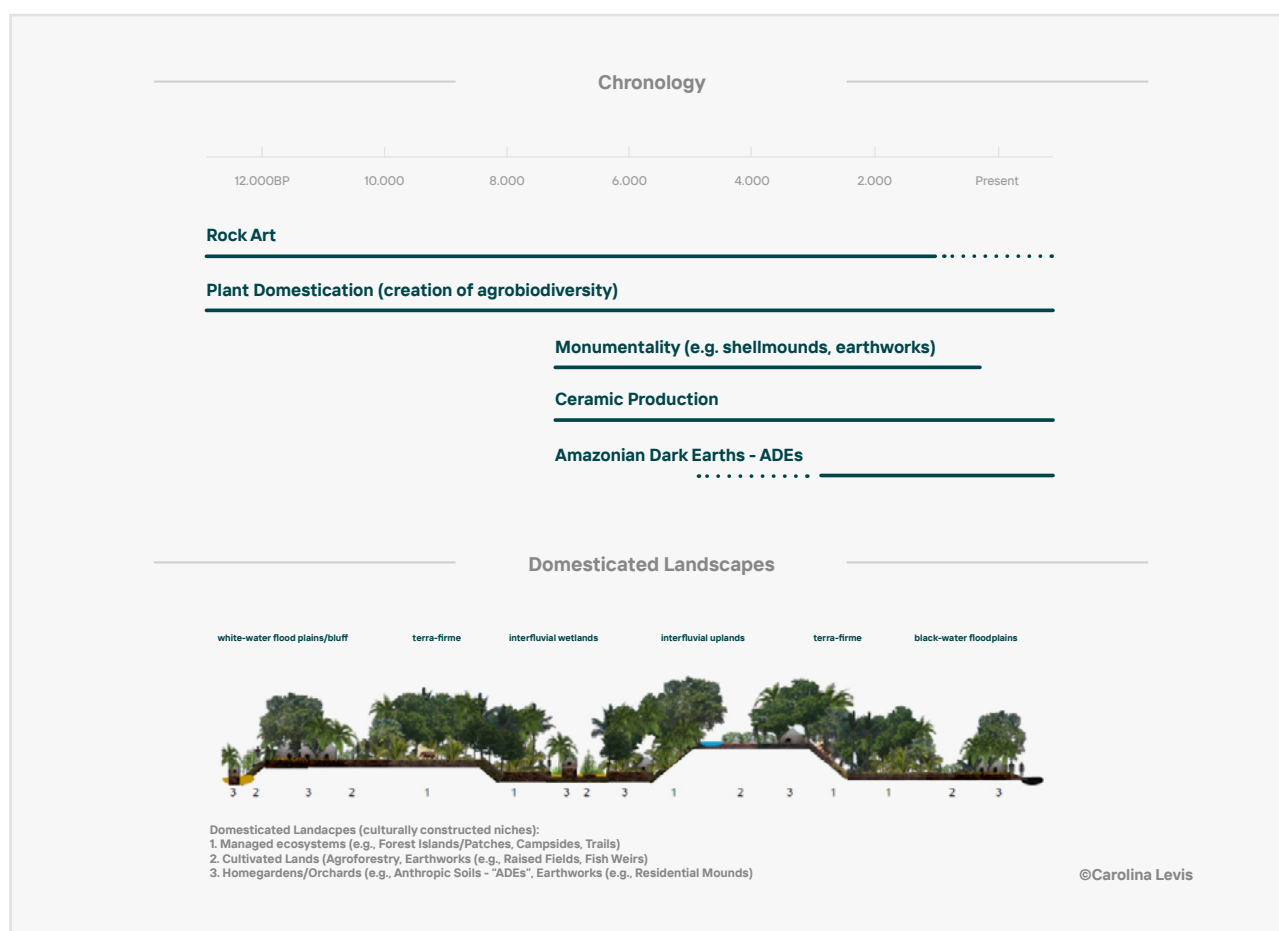 Chronology
12.000BP 10.000 8.000 6.000 4.000 2.000 Present
Rock Art
Plant Domestication (creation of agrobiodiversity)
Monumentality (e.g. shellmounds, earthworks)
Ceramic Production
Amazonian Dark Earths - ADEs
Domesticated Landscapes
white-water flood plains/bluff terra-firme interfluvial wetlands interfluvial uplands terra-firme black-water floodplains
3 2 3 2 1 1 3 2 3 1 2 3 1 1 2 3
Domesticated Landacpes (culturally constructed niches):
1. Managed ecosystems (e.g., Forest Islands/Patches, Campsides, Trails)
2. Cultivated Lands (Agroforestry, Earthworks (e.g., Raised Fields, Fish Weirs)
3. Homegardens/Orchards (e.g., Anthropic Soils - "ADEs", Earthworks (e.g., Residential Mounds)
©Carolina Levis